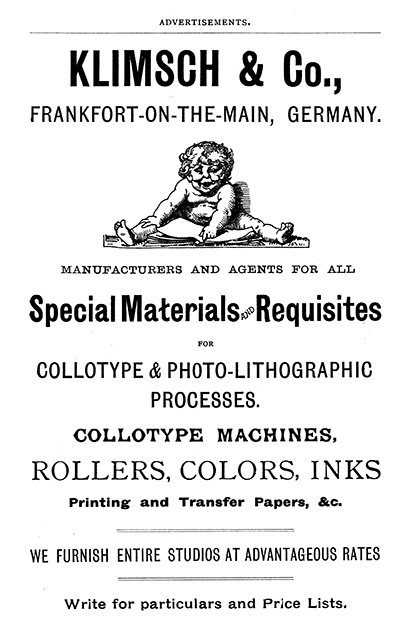 ADVERTISEMENTS.
KLIMSCH & Co.,
FRANKFORT-ON-THE-MAIN, GERMANY.
MANUFACTURERS AND AGENTS FOR ALL
Special Materials AND Requisites
FOR
COLLOTYPE & PHOTO-LITHOGRAPHIC
PROCESSES.
COLLOTYPE MACHINES,
ROLLERS, COLORS, INKS
Printing and Transfer Papers, &c.
WE FURNISH ENTIRE STUDIOS AT ADVANTAGEOUS RATES
Write for particulars and Price Lists.